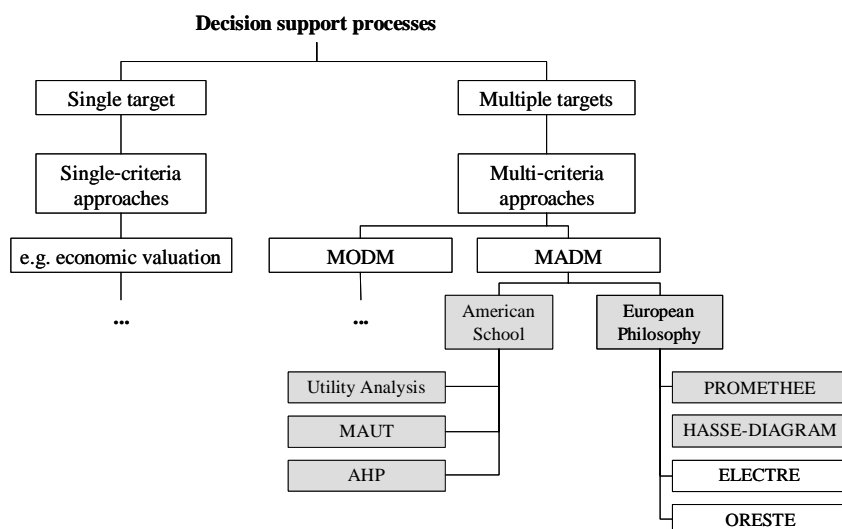 Decision support processes
Single target
Multiple targets
Single-criteria
approaches
Multi-criteria
approaches
e.g. economic valuation
MODM
MADM
...
...
American
School
European
Philosophy
Utility Analysis
PROMETHEE
MAUT
HASSE-DIAGRAM
AHP
ELECTRE
ORESTE